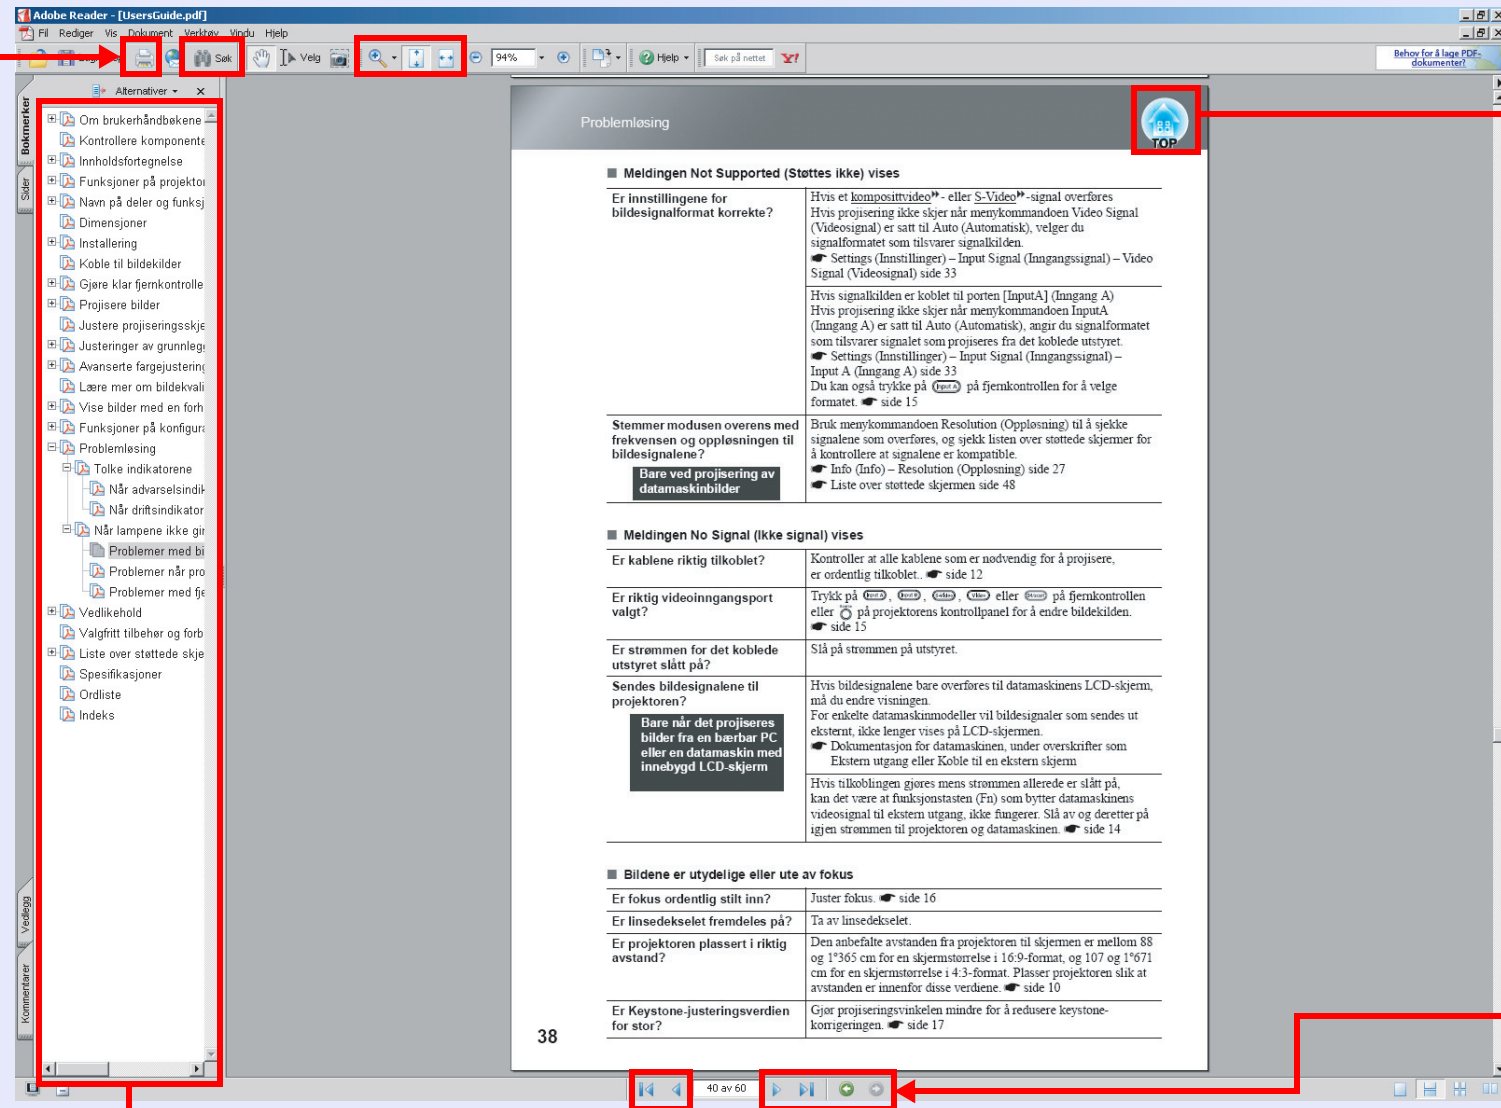 Adobe Reader - [UsersGuide.pdf]
Fil Rediger Vis Dokument Verktøy Vindu Hjelp
Søk Velg 94% Hjelp Søk på nettet Y!
Behov for å lage PDF-
dokumenter?
Bokmerker
Sider
Vedlegg
Kommentarer
Alternativer X
Om brukerhåndbøkene
Kontrollere komponente
Innholdsfortegnelse
Funksjoner på projektor
Navn på deler og funksj
Dimensjoner
Installering
Koble til bildekilder
Gjøre klar fjernkontrolle
Projisere bilder
Justere projiseringsskje
Justeringer av grunnleg
Avanserte fargejustering
Lære mer om bildekvali
Vise bilder med en forh
Funksjoner på konfigura
Problemløsing
Tolke indikatorene
Når advarselsindik
Når driftsindikator
Når lampene ikke gir
Problemer med bi
Problemer når pro
Problemer med fje
Vedlikehold
Valgfritt tilbehør og forb
Liste over støttede skje
Spesifikasjoner
Ordliste
Indeks
Problemløsing
TOP
■ Meldingen Not Supported (Støttes ikke) vises
Er innstillingene for
bildesignalformat korrekte?
Hvis et komposittvideo- eller S-Video-signal overføres
Hvis projisering ikke skjer når menykommandoen Video Signal
(Videosignal) er satt til Auto (Automatisk), velger du
signalformatet som tilsvarer signalkilden.
☛ Settings (Innstillinger) – Input Signal (Inngangssignal) – Video
Signal (Videosignal) side 33
Hvis signalkilden er koblet til porten [InputA] (Inngang A)
Hvis projisering ikke skjer når menykommandoen InputA
(Inngang A) er satt til Auto (Automatisk), angir du signalformatet
som tilsvarer signalet som projiseres fra det koblede utstyret.
☛ Settings (Innstillinger) – Input Signal (Inngangssignal) –
Input A (Inngang A) side 33
Du kan også trykke på (Input A) på fjernkontrollen for å velge
formatet. ☛ side 15
Stemmer modusen overens med
frekvensen og oppløsningen til
bildesignalene?
Bare ved projisering av
datamaskinbilder
Bruk menykommandoen Resolution (Oppløsning) til å sjekke
signalene som overføres, og sjekk listen over støttede skjermer for
å kontrollere at signalene er kompatible.
☛ Info (Info) – Resolution (Oppløsning) side 27
☛ Liste over støttede skjermen side 48
■ Meldingen No Signal (Ikke signal) vises
Er kablene riktig tilkoblet?
Kontroller at alle kablene som er nødvendig for å projisere,
er ordentlig tilkoblet.. ☛ side 12
Er riktig videoinngangsport
valgt?
Trykk på (Input A), (Input B), (S-Video), (Video) eller på fjernkontrollen
eller på projektorens kontrollpanel for å endre bildekilden.
☛ side 15
Er strømmen for det koblede
utstyret slått på?
Slå på strømmen på utstyret.
Sendes bildesignalene til
projektoren?
Bare når det projiseres
bilder fra en bærbar PC
eller en datamaskin med
innebygd LCD-skjerm
Hvis bildesignalene bare overføres til datamaskinens LCD-skjerm,
må du endre visningen.
For enkelte datamaskinmodeller vil bildesignaler som sendes ut
eksternt, ikke lenger vises på LCD-skjermen.
☛ Dokumentasjon for datamaskinen, under overskrifter som
Ekstern utgang eller Koble til en ekstern skjerm
Hvis tilkoblingen gjøres mens strømmen allerede er slått på,
kan det være at funksjonstasten (Fn) som bytter datamaskinens
videosignal til ekstern utgang, ikke fungerer. Slå av og deretter på
igjen strømmen til projektoren og datamaskinen. ☛ side 14
■ Bildene er utydelige eller ute av fokus
Er fokus ordentlig stilt inn?
Juster fokus. ☛ side 16
Er linsedekselet fremdeles på?
Ta av linsedekselet.
Er projektoren plassert i riktig
avstand?
Den anbefalte avstanden fra projektoren til skjermen er mellom 88
og 1°365 cm for en skjermstørrelse i 16:9-format, og 107 og 1°671
cm for en skjermstørrelse i 4:3-format. Plasser projektoren slik at
avstanden er innenfor disse verdiene. ☛ side 10
Er Keystone-justeringsverdien
for stor?
Gjør projiseringsvinkelen mindre for å redusere keystone-
korrigeringen. ☛ side 17
38
40 av 60